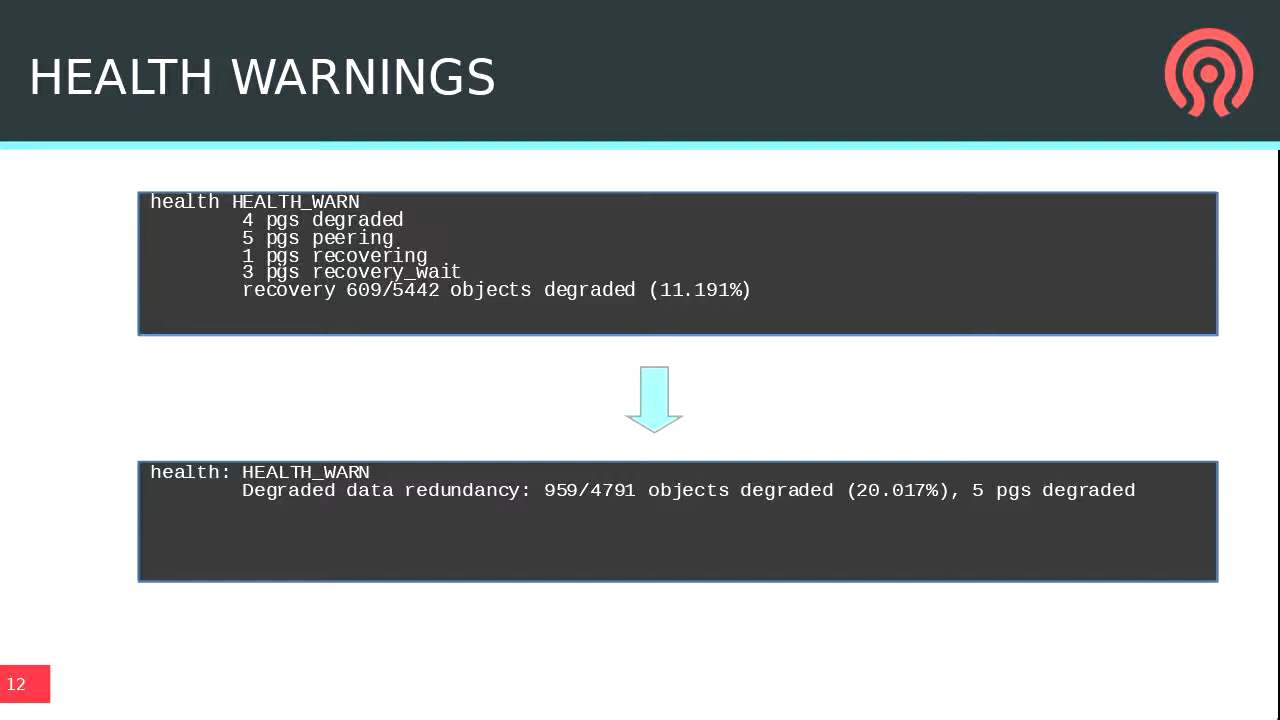 HEALTH WARNINGS
health HEALTH_WARN
4 pgs degraded
5 pgs peering
1 pgs recovering
3 pgs recovery_wait
recovery 609/5442 objects degraded (11.191%)
health: HEALTH_WARN
Degraded data redundancy: 959/4791 objects degraded (20.017%), 5 pgs degraded
12